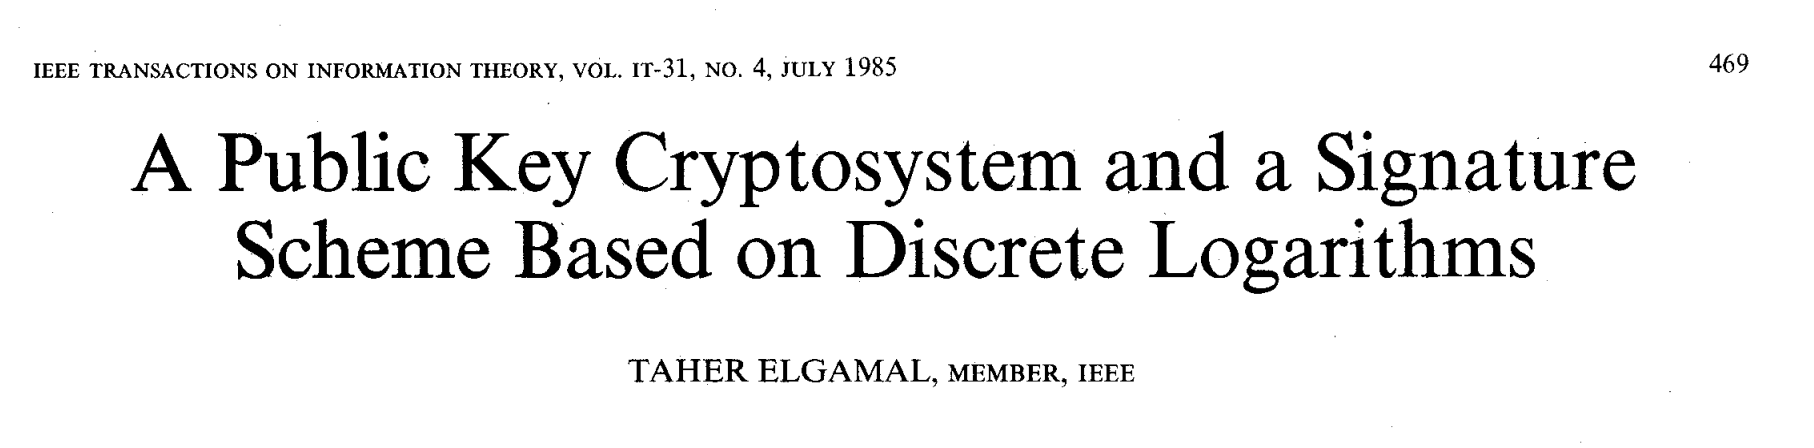 IEEE TRANSACTIONS ON INFORMATION THEORY, VOL. IT-31, NO. 4, JULY 1985 469
A Public Key Cryptosystem and a Signature
Scheme Based on Discrete Logarithms
TAHER ELGAMAL, MEMBER, IEEE